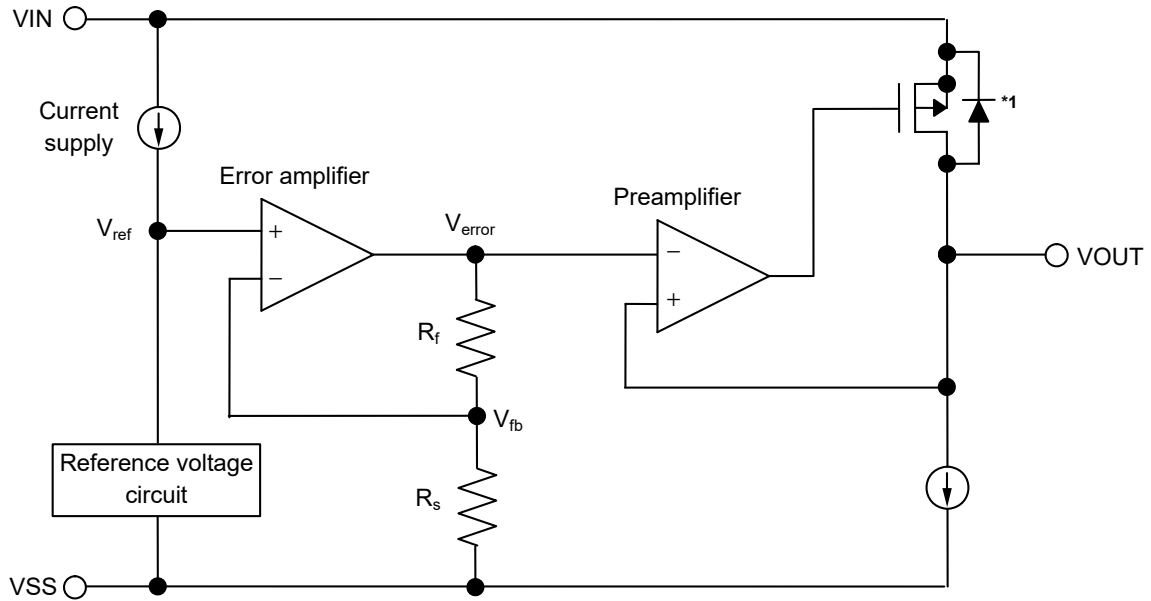 VIN
*1
Current
supply
Error amplifier
Preamplifier
Vref
+
−
Verror
−
+
VOUT
Rf
Vfb
Reference voltage
circuit
Rs
VSS